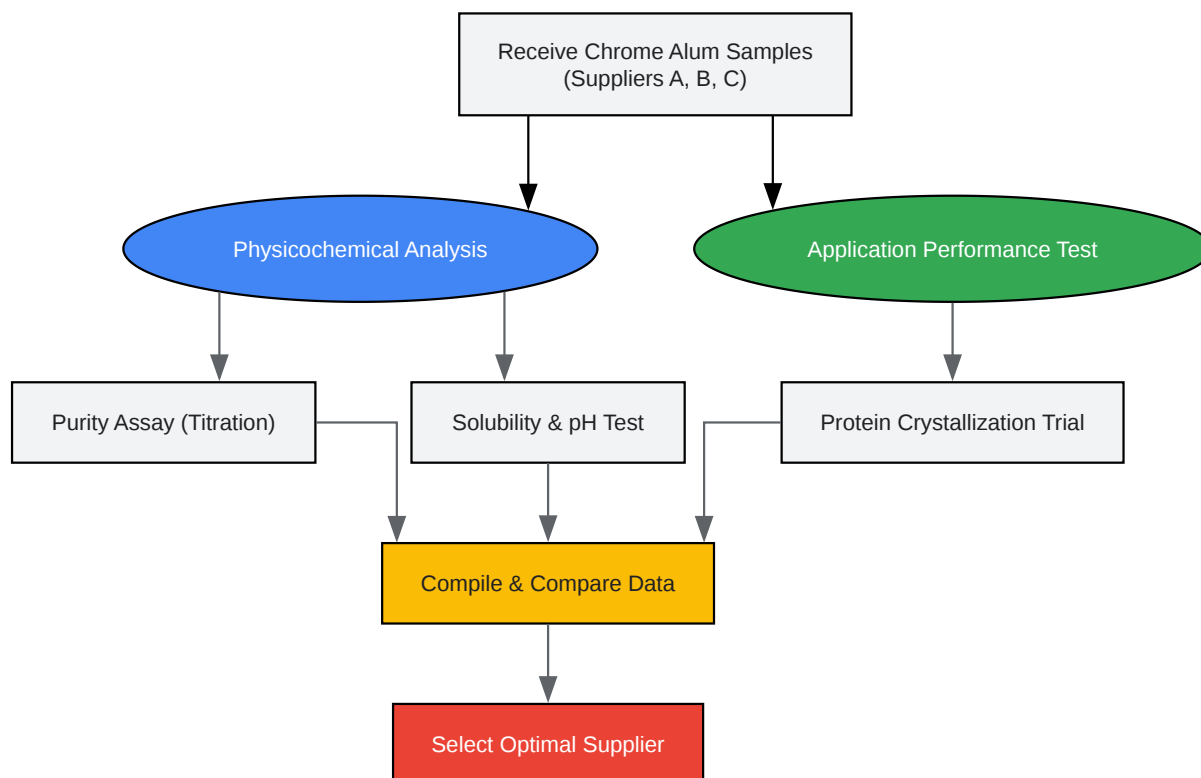 Receive Chrome Alum Samples
(Suppliers A, B, C)
Physicochemical Analysis
Application Performance Test
Purity Assay (Titration)
Solubility & pH Test
Protein Crystallization Trial
Compile & Compare Data
Select Optimal Supplier